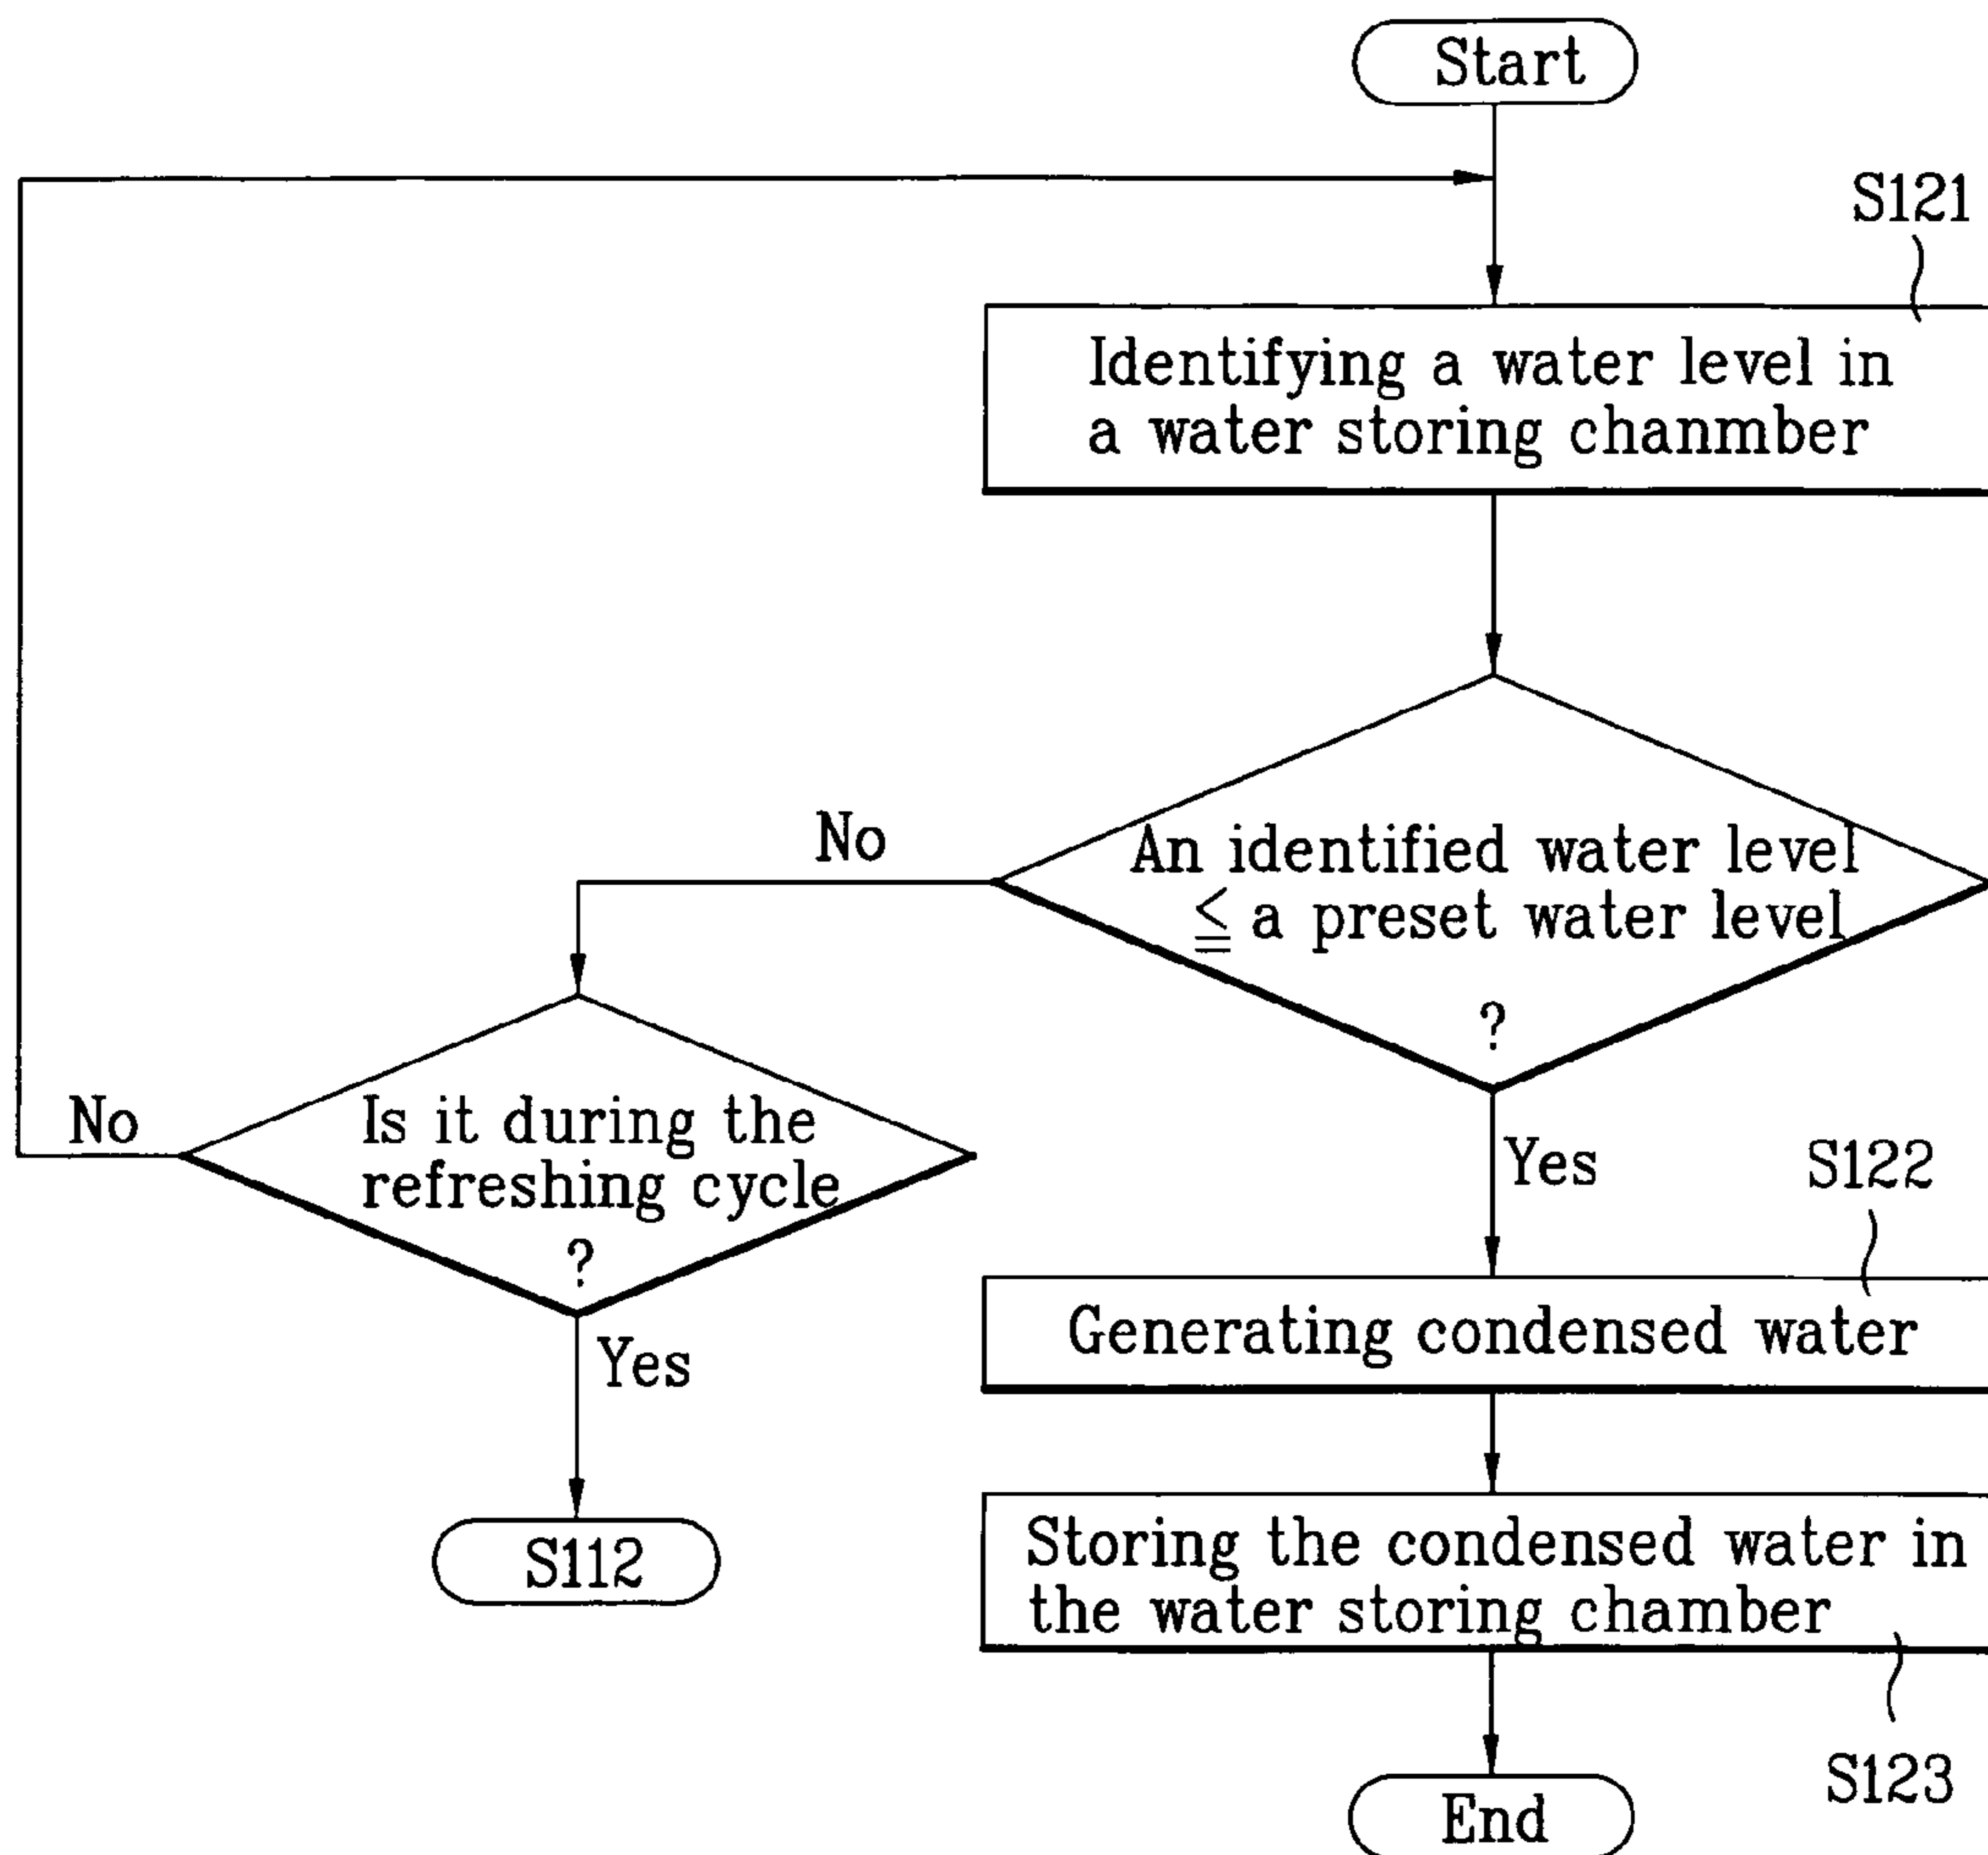 Start
S121
Identifying a water level in
a water storing chanmber
No
An identified water level
≦ a preset water level
?
No
Is it during the
refreshing cycle
?
Yes
S122
Yes
Generating condensed water
S112
Storing the condensed water in
the water storing chamber
S123
End